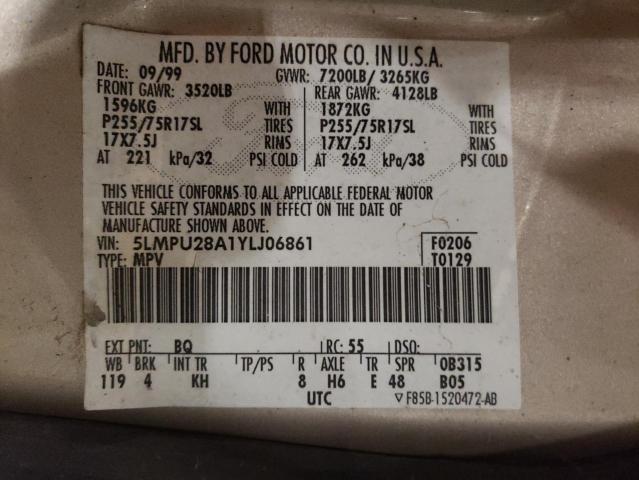 MFD. BY FORD MOTOR CO. IN U.S.A.
DATE: 09/99 GVWR: 7200LB/ 3265KG
FRONT GAWR: 3520LB REAR GAWR: 4128LB
1596KG WITH 1872KG WITH
P255/75R17SL TIRES P255/75R17SL TIRES
17X7.5J RIMS 17X7.5J RIMS
AT 221 kPa/32 PSI COLD AT 262 kPa/38 PSI COLD
THIS VEHICLE CONFORMS TO ALL APPLICABLE FEDERAL MOTOR
VEHICLE SAFETY STANDARDS IN EFFECT ON THE DATE OF
MANUFACTURE SHOWN ABOVE.
VIN: 5LMPU28A1YLJ06861 F0206
TYPE: MPV T0129
EXT PNT: BQ RC: 55 DSO:
WB BRK INT TR TP/PS R AXLE TR SPR 0B315
119 4 KH 8 H6 E 48 B05
UTC ▽ F85B-1520472-AB